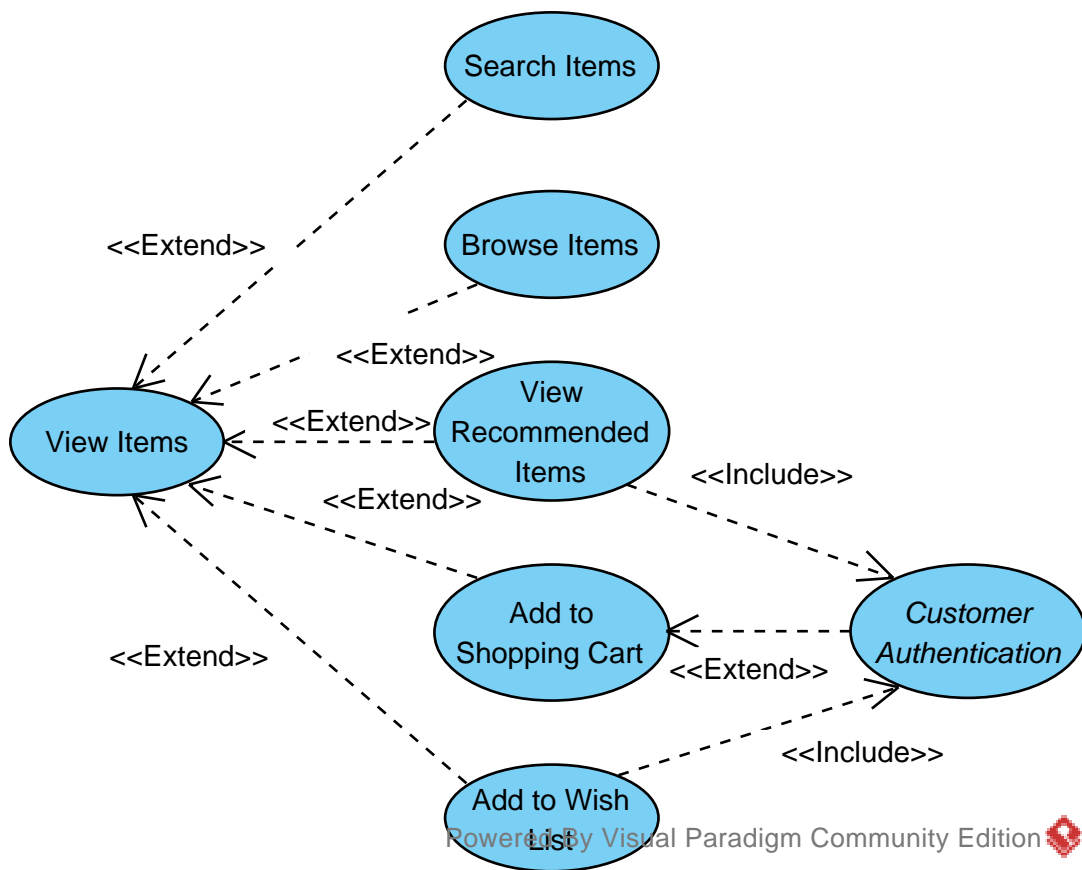 Search Items
<<Extend>>
Browse Items
<<Extend>>
View Items
<<Extend>>
View
Recommended
Items
<<Include>>
<<Extend>>
Add to
Shopping Cart
Customer
Authentication
<<Extend>>
<<Extend>>
<<Include>>
Add to Wish
List
Powered By Visual Paradigm Community Edition